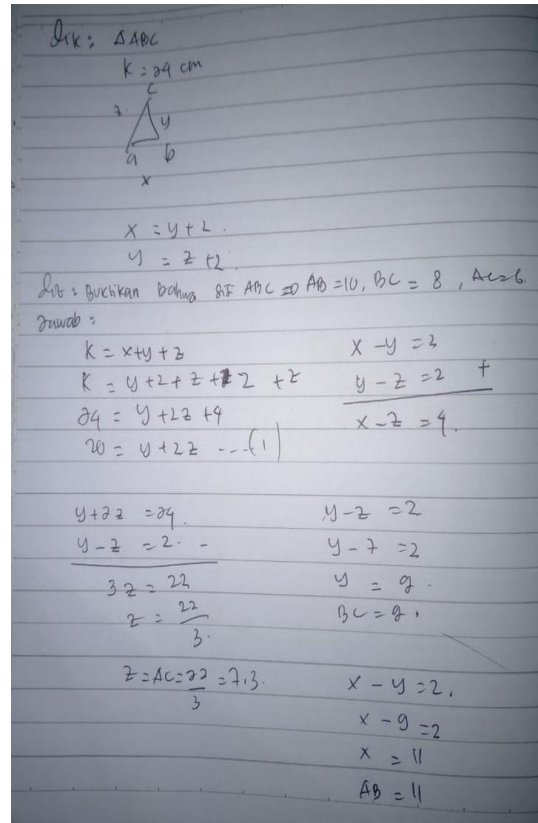 dik : △ABC
K = 24 cm
c
z
y
a
b
x
x = y + 2 .
y = z + 2 .
dit : Buktikan bahwa ABC ⇒ AB = 10, BC = 8 , AC = 6.
Jawab :
K = x + y + z
K = y + 2 + z + 2 + z
24 = y + 2z + 4
20 = y + 2z ... (1)
x - y = 2
y - z = 2 +
x - z = 4 .
y + 2z = 24 .
y - z = 2 . -
3z = 22
z = 22
3 .
z = AC = 22 = 7,3 .
3
y - z = 2
y - 7 = 2
y = 9 .
BC = 9 .
x - y = 2 .
x - 9 = 2
x = 11
AB = 11